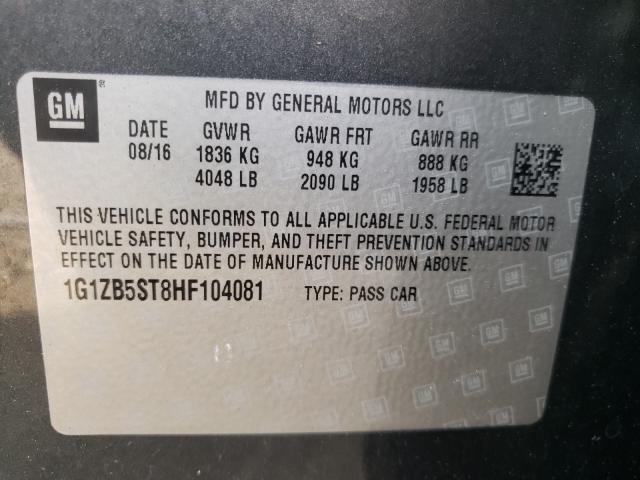 GM ®
MFD BY GENERAL MOTORS LLC
DATE GVWR GAWR FRT GAWR RR
08/16 1836 KG 948 KG 888 KG
4048 LB 2090 LB 1958 LB
THIS VEHICLE CONFORMS TO ALL APPLICABLE U.S. FEDERAL MOTOR
VEHICLE SAFETY, BUMPER, AND THEFT PREVENTION STANDARDS IN
EFFECT ON THE DATE OF MANUFACTURE SHOWN ABOVE.
1G1ZB5ST8HF104081 TYPE: PASS CAR